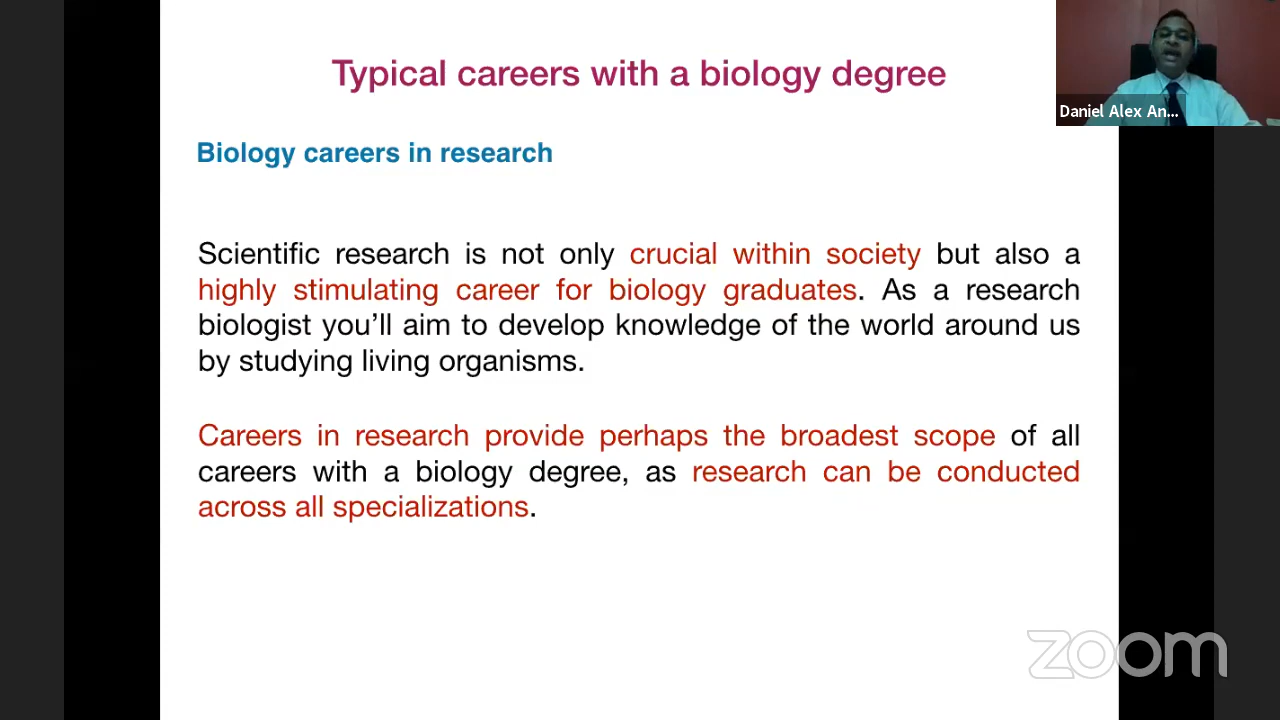 Typical careers with a biology degree
Daniel Alex An...
Biology careers in research
Scientific research is not only crucial within society but also a
highly stimulating career for biology graduates. As a research
biologist you’ll aim to develop knowledge of the world around us
by studying living organisms.
Careers in research provide perhaps the broadest scope of all
careers with a biology degree, as research can be conducted
across all specializations.
zoom